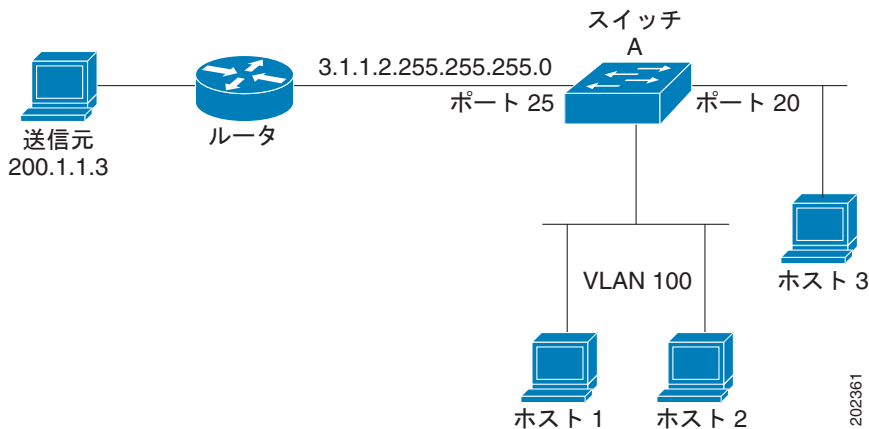 スイッチ
A
3.1.1.2.255.255.255.0
ポート 25
ポート 20
送信元
200.1.1.3
ルータ
ホスト 3
VLAN 100
ホスト 1
ホスト 2
202361